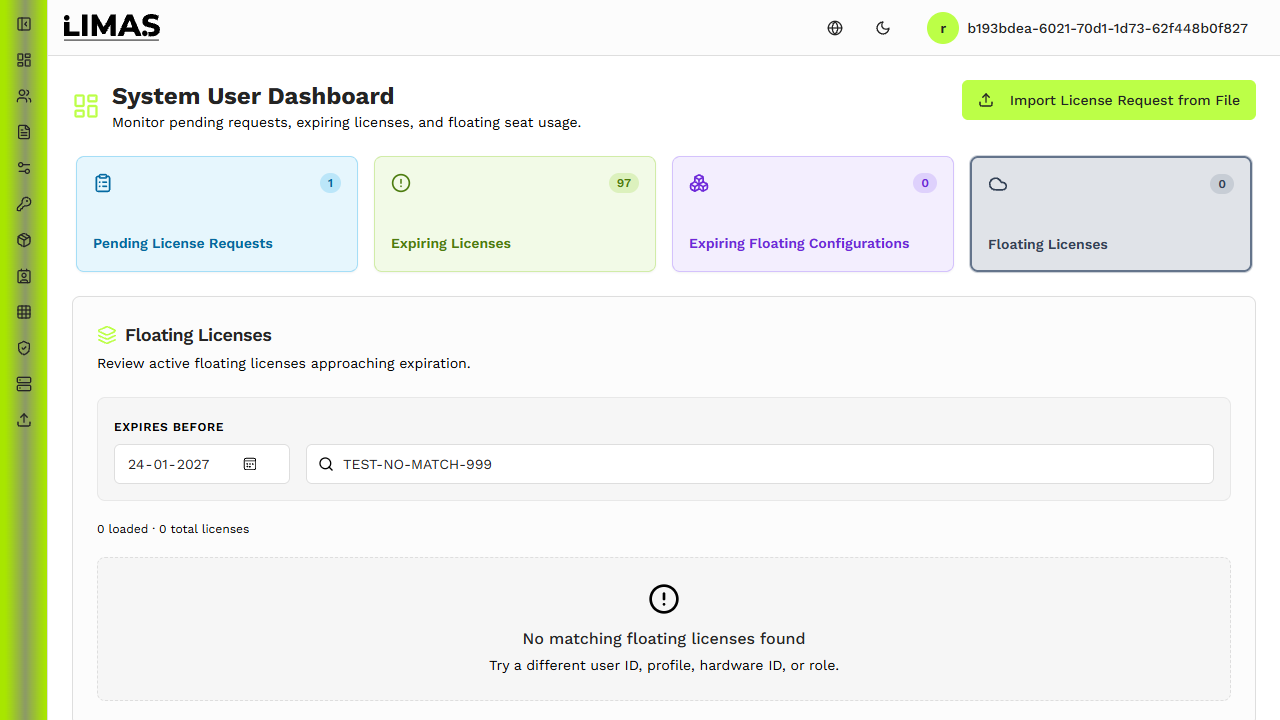 LIMAS
r
b193bdea-6021-70d1-1d73-62f448b0f827
System User Dashboard
Monitor pending requests, expiring licenses, and floating seat usage.
Import License Request from File
1
Pending License Requests
97
Expiring Licenses
0
Expiring Floating Configurations
0
Floating Licenses
Floating Licenses
Review active floating licenses approaching expiration.
EXPIRES BEFORE
24-01-2027
TEST-NO-MATCH-999
0 loaded · 0 total licenses
No matching floating licenses found
Try a different user ID, profile, hardware ID, or role.